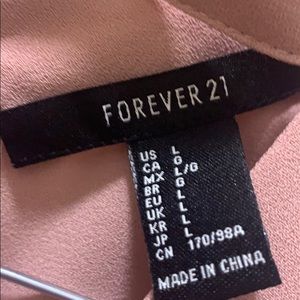 FOREVER 21
US L
CA G
MX L/G
BR G
EU L
UK L
KR L
JP L
CN 170/98A
MADE IN CHINA